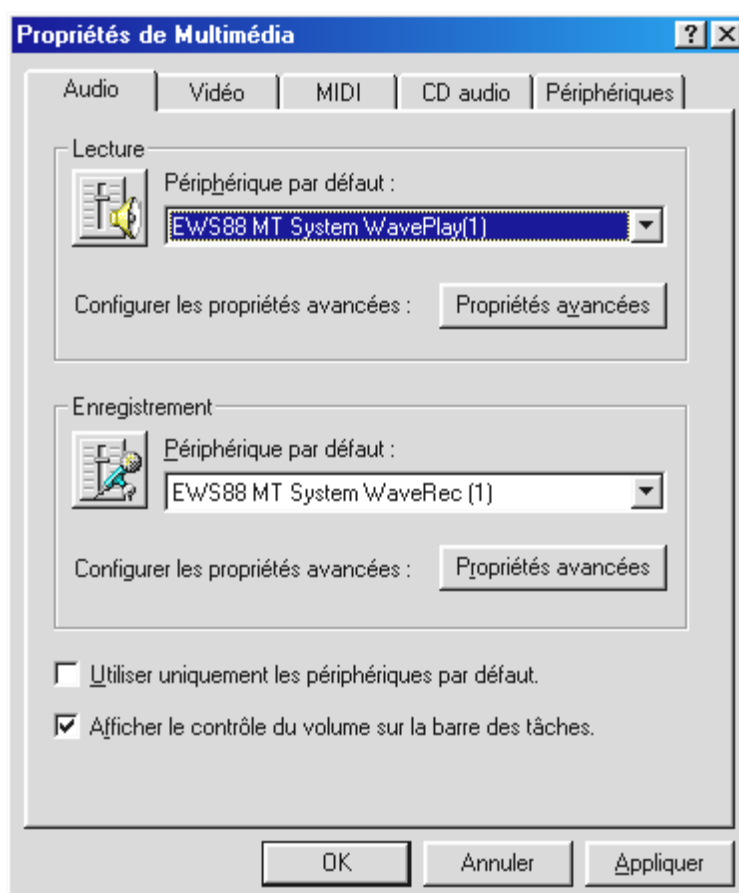 Propriétés de Multimédia
Audio
Vidéo
MIDI
CD audio
Périphériques
Lecture
Périphérique par défaut :
EWS88 MT System WavePlay(1)
Configurer les propriétés avancées :
Propriétés avancées
Enregistrement
Périphérique par défaut :
EWS88 MT System WaveRec (1)
Configurer les propriétés avancées :
Propriétés avancées
Utiliser uniquement les périphériques par défaut.
Afficher le contrôle du volume sur la barre des tâches.
OK
Annuler
Appliquer